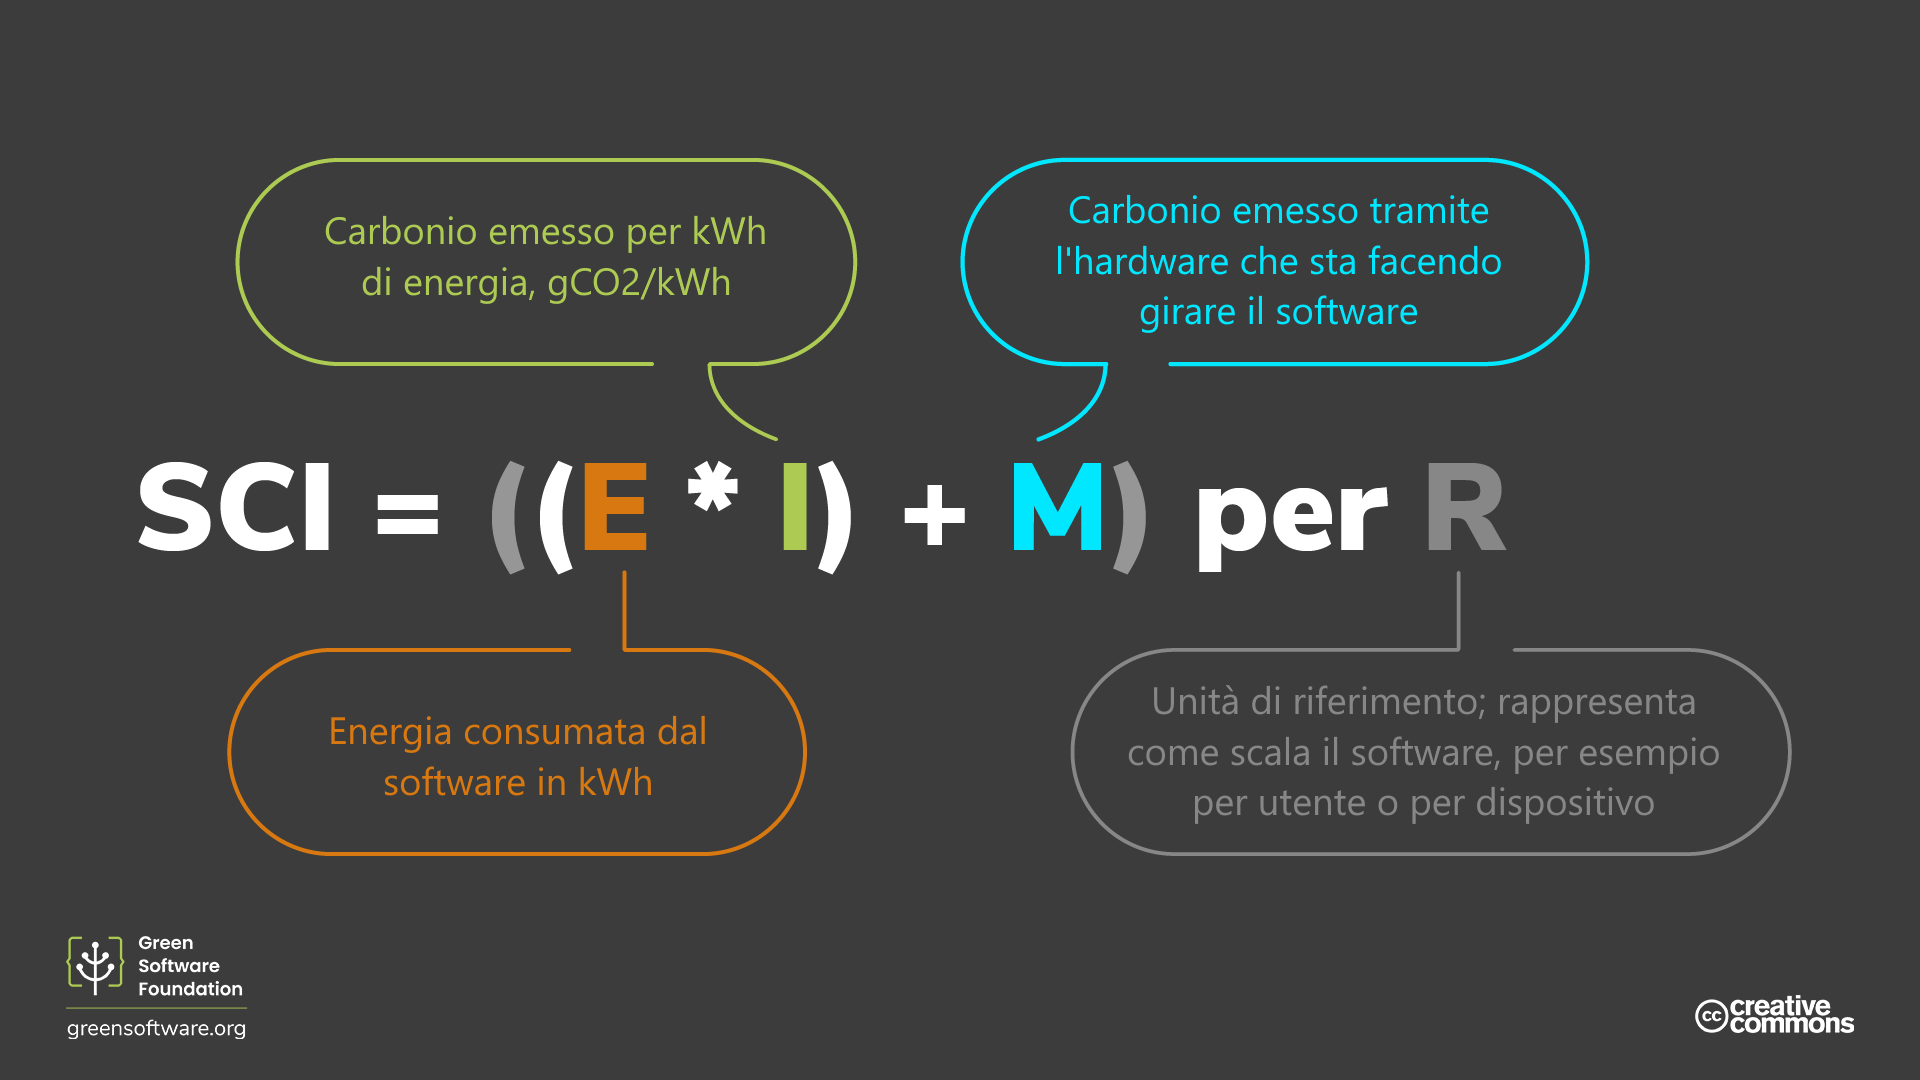 Carbonio emesso per kWh
di energia, gCO2/kWh
Carbonio emesso tramite
l'hardware che sta facendo
girare il software
SCI = ((E * I) + M) per R
Energia consumata dal
software in kWh
Unità di riferimento; rappresenta
come scala il software, per esempio
per utente o per dispositivo
Green
Software
Foundation
greensoftware.org
cc creative
commons